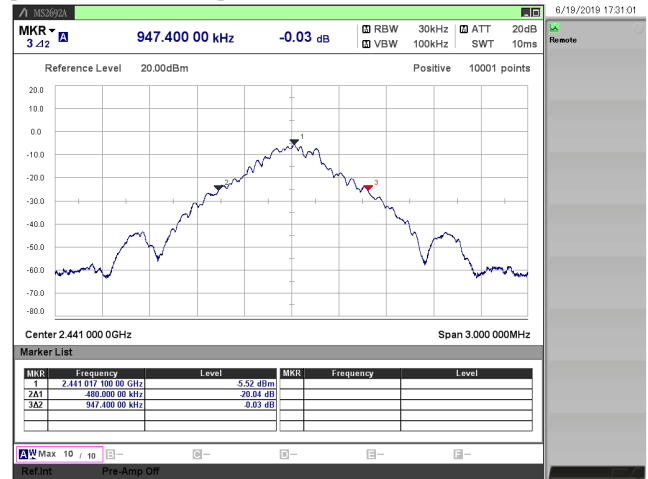 MS2692A
6/19/2019 17:31:01
MKR
3 Δ2 A
947.400 00 kHz
-0.03 dB
A RBW 30kHz A ATT 20dB
A VBW 100kHz SWT 10ms
Remote
Reference Level 20.00dBm
Positive 10001 points
20.0
10.0
0.0
-10.0
-20.0
-30.0
-40.0
-50.0
-60.0
-70.0
-80.0
1
2
3
Center 2.441 000 0GHz
Span 3.000 000MHz
Marker List
MKR Frequency Level MKR Frequency Level
1 2.441 017 100 00 GHz -5.52 dBm
2Δ1 -480.000 00 kHz -20.04 dB
3Δ2 947.400 00 kHz -0.03 dB
A W Max 10 / 10 B— C— D— E— F—
Ref.Int Pre-Amp Off